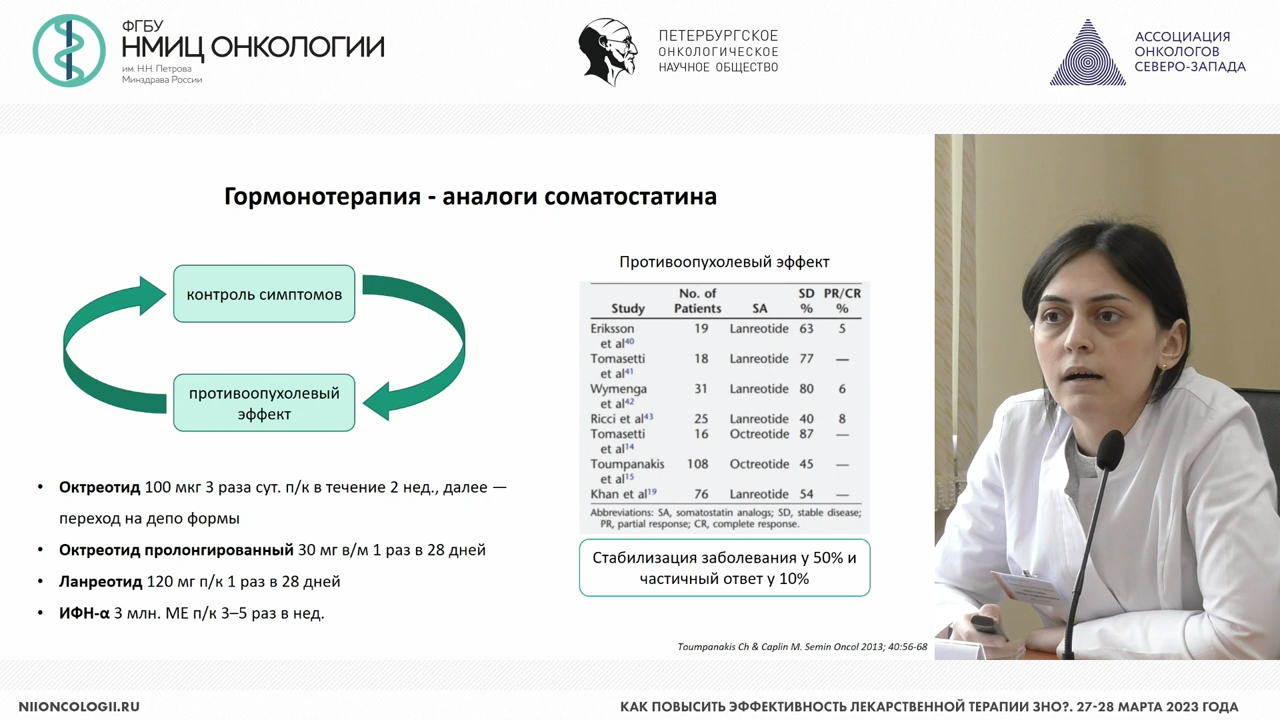 ФГБУ
НМИЦ ОНКОЛОГИИ
им. Н.Н. Петрова
Минздрава России
ПЕТЕРБУРГСКОЕ
ОНКОЛОГИЧЕСКОЕ
НАУЧНОЕ ОБЩЕСТВО
АССОЦИАЦИЯ
ОНКОЛОГОВ
СЕВЕРО-ЗАПАДА
Гормонотерапия - аналоги соматостатина
контроль симптомов
противоопухолевый
эффект
• Октреотид 100 мкг 3 раза сут. п/к в течение 2 нед., далее —
переход на депо формы
• Октреотид пролонгированный 30 мг в/м 1 раз в 28 дней
• Ланреотид 120 мг п/к 1 раз в 28 дней
• ИФН-α 3 млн. МЕ п/к 3–5 раз в нед.
Противоопухолевый эффект
No. of SD PR/CR
Study Patients SA % %
Eriksson 19 Lanreotide 63 5
et al40
Tomasetti 18 Lanreotide 77 —
et al41
Wymenga 31 Lanreotide 80 6
et al42
Ricci et al43 25 Lanreotide 40 8
Tomasetti 16 Octreotide 87 —
et al14
Toumpanakis 108 Octreotide 45 —
et al15
Khan et al19 76 Lanreotide 54 —
Abbreviations: SA, somatostatin analogs; SD, stable disease;
PR, partial response; CR, complete response.
Стабилизация заболевания у 50% и
частичный ответ у 10%
Toumpanakis Ch & Caplin M. Semin Oncol 2013; 40:56-68
NIIONCOLOGII.RU
КАК ПОВЫСИТЬ ЭФФЕКТИВНОСТЬ ЛЕКАРСТВЕННОЙ ТЕРАПИИ ЗНО?. 27-28 МАРТА 2023 ГОДА